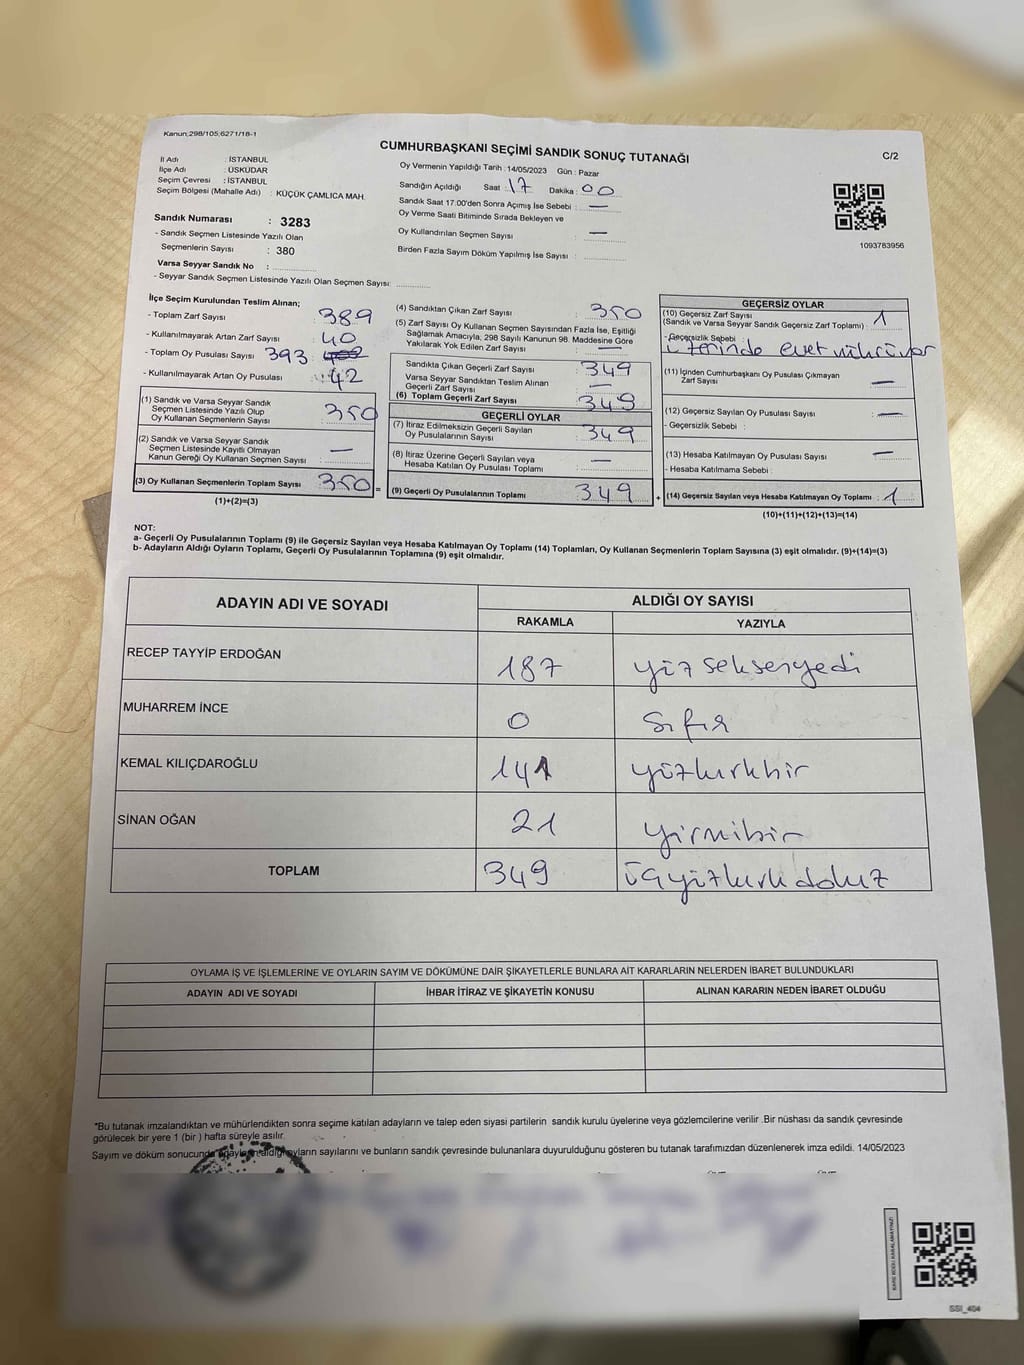 Kanun;298/105;6271/18-1
CUMHURBAŞKANI SEÇİMİ SANDIK SONUÇ TUTANAĞI
C/2
İl Adı : İSTANBUL
İlçe Adı : ÜSKÜDAR
Seçim Çevresi : İSTANBUL
Seçim Bölgesi (Mahalle Adı) : KÜÇÜK ÇAMLICA MAH.
Sandık Numarası : 3283
- Sandık Seçmen Listesinde Yazılı Olan
Seçmenlerin Sayısı : 380
Varsa Seyyar Sandık No :
- Seyyar Sandık Seçmen Listesinde Yazılı Olan Seçmen Sayısı:
Oy Vermenin Yapıldığı Tarih : 14/05/2023 Gün : Pazar
Sandığın Açıldığı Saat : 17 Dakika : 00
Sandık Saat 17:00'den Sonra Açımış İse Sebebi : —
Oy Verme Saati Bitiminde Sırada Bekleyen ve
Oy Kullandırılan Seçmen Sayısı : —
Birden Fazla Sayım Döküm Yapılmış İse Sayısı :
1093783956
İlçe Seçim Kurulundan Teslim Alınan;
- Toplam Zarf Sayısı : 389
- Kullanılmayarak Artan Zarf Sayısı : 40
- Toplam Oy Pusulası Sayısı 393
- Kullanılmayarak Artan Oy Pusulası : 42
(1) Sandık ve Varsa Seyyar Sandık
Seçmen Listesinde Yazılı Olup
Oy Kullanan Seçmenlerin Sayısı : 350
(2) Sandık ve Varsa Seyyar Sandık
Seçmen Listesinde Kayıtlı Olmayan
Kanun Gereği Oy Kullanan Seçmen Sayısı : —
(3) Oy Kullanan Seçmenlerin Toplam Sayısı : 350 =
(1)+(2)=(3)
(4) Sandıktan Çıkan Zarf Sayısı : 350
(5) Zarf Sayısı Oy Kullanan Seçmen Sayısından Fazla İse, Eşitliği
Sağlamak Amacıyla, 298 Sayılı Kanunun 98. Maddesine Göre
Yakılarak Yok Edilen Zarf Sayısı : —
Sandıkta Çıkan Geçerli Zarf Sayısı : 349
Varsa Seyyar Sandıktan Teslim Alınan
Geçerli Zarf Sayısı : —
(6) Toplam Geçerli Zarf Sayısı : 349
GEÇERLİ OYLAR
(7) İtiraz Edilmeksizin Geçerli Sayılan
Oy Pusulalarının Sayısı : 349
(8) İtiraz Üzerine Geçerli Sayılan veya
Hesaba Katılan Oy Pusulası Toplamı : —
(9) Geçerli Oy Pusulalarının Toplamı : 349 +
GEÇERSİZ OYLAR
(10) Geçersiz Zarf Sayısı
(Sandık ve Varsa Seyyar Sandık Geçersiz Zarf Toplamı) : 1
- Geçersizlik Sebebi :
üzerinde evet mührü var
(11) İçinden Cumhurbaşkanı Oy Pusulası Çıkmayan
Zarf Sayısı : —
(12) Geçersiz Sayılan Oy Pusulası Sayısı : —
- Geçersizlik Sebebi :
(13) Hesaba Katılmayan Oy Pusulası Sayısı : —
- Hesaba Katılmama Sebebi :
(14) Geçersiz Sayılan veya Hesaba Katılmayan Oy Toplamı : 1
(10)+(11)+(12)+(13)=(14)
NOT:
a- Geçerli Oy Pusulalarının Toplamı (9) ile Geçersiz Sayılan veya Hesaba Katılmayan Oy Toplamı (14) Toplamları, Oy Kullanan Seçmenlerin Toplam Sayısına (3) eşit olmalıdır. (9)+(14)=(3)
b- Adayların Aldığı Oyların Toplamı, Geçerli Oy Pusulalarının Toplamına (9) eşit olmalıdır.
ADAYIN ADI VE SOYADI ALDIĞI OY SAYISI
RAKAMLA YAZIYLA
RECEP TAYYİP ERDOĞAN 187 yüzseksenyedi
MUHARREM İNCE 0 sıfır
KEMAL KILIÇDAROĞLU 141 yüzkırkbir
SİNAN OĞAN 21 yirmibir
TOPLAM 349 üçyüzkırkdokuz
OYLAMA İŞ VE İŞLEMLERİNE VE OYLARIN SAYIM VE DÖKÜMÜNE DAİR ŞİKAYETLERLE BUNLARA AİT KARARLARIN NELERDEN İBARET BULUNDUKLARI
ADAYIN ADI VE SOYADI İHBAR İTİRAZ VE ŞİKAYETİN KONUSU ALINAN KARARIN NEDEN İBARET OLDUĞU
*Bu tutanak imzalandıktan ve mühürlendikten sonra seçime katılan adayların ve talep eden siyasi partilerin sandık kurulu üyelerine veya gözlemcilerine verilir .Bir nüshası da sandık çevresinde
görülecek bir yere 1 (bir ) hafta süreyle asılır.
Sayım ve döküm sonucunda adayların aldığı oyların sayılarını ve bunların sandık çevresinde bulunanlara duyurulduğunu gösteren bu tutanak tarafımızdan düzenlenerek imza edildi. 14/05/2023
KARE KODU KARALAMAYINIZ!
SSI_404